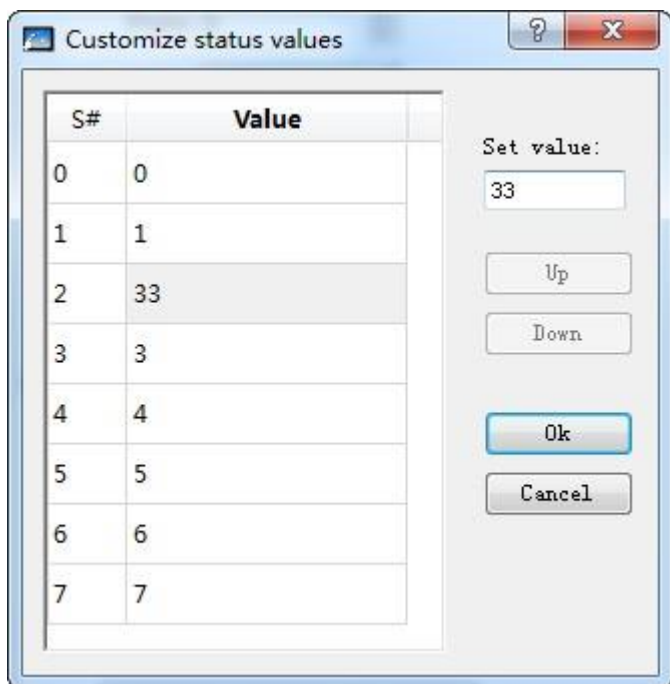 Customize status values
S# Value
0 0
1 1
2 33
3 3
4 4
5 5
6 6
7 7
Set value:
33
Up
Down
Ok
Cancel